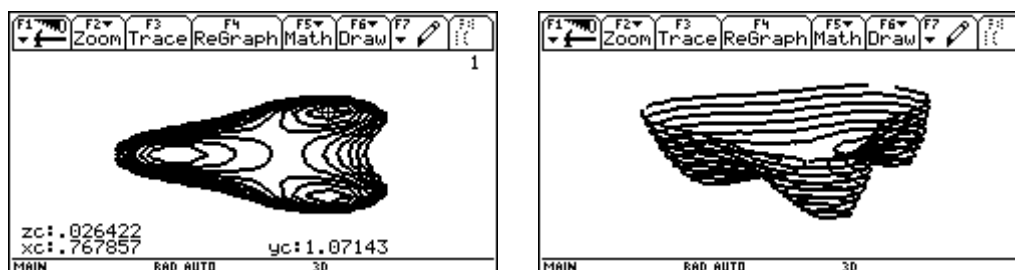 F1 F2 F3 F4 F5 F6 F7
Zoom Trace ReGraph Math Draw
1
zc:.026422
xc:.767857 yc:1.07143
MAIN RAD AUTO 3D
F1 F2 F3 F4 F5 F6 F7
Zoom Trace ReGraph Math Draw
MAIN RAD AUTO 3D